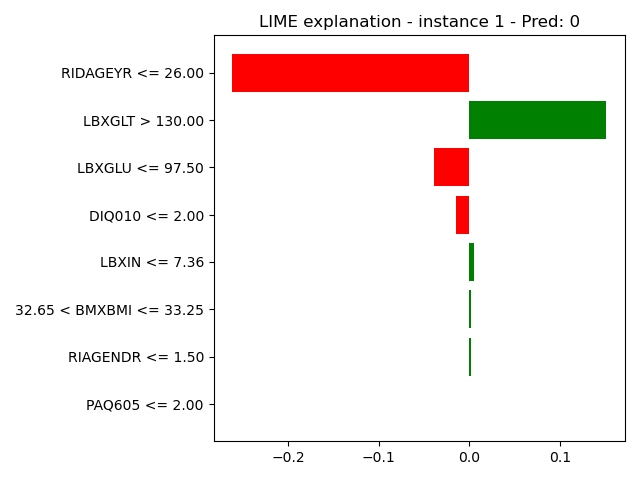 LIME explanation - instance 1 - Pred: 0
RIDAGEYR <= 26.00
LBXGLT > 130.00
LBXGLU <= 97.50
DIQ010 <= 2.00
LBXIN <= 7.36
32.65 < BMXBMI <= 33.25
RIAGENDR <= 1.50
PAQ605 <= 2.00
−0.2 −0.1 0.0 0.1